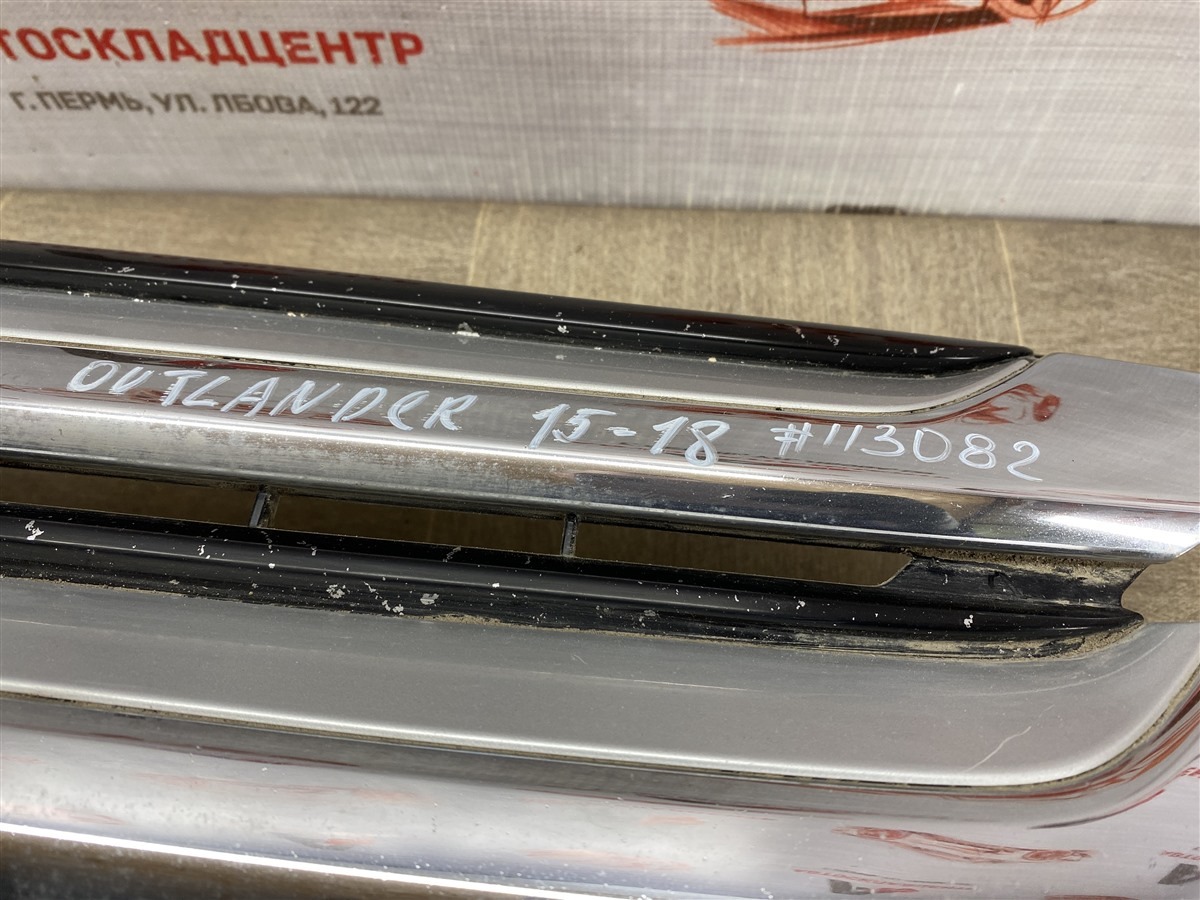 ТОСКЛАДЦЕНТР
Г. ПЕРМЬ, УЛ. ЛБОВА, 122
OUTLANDER 15-18 #113082